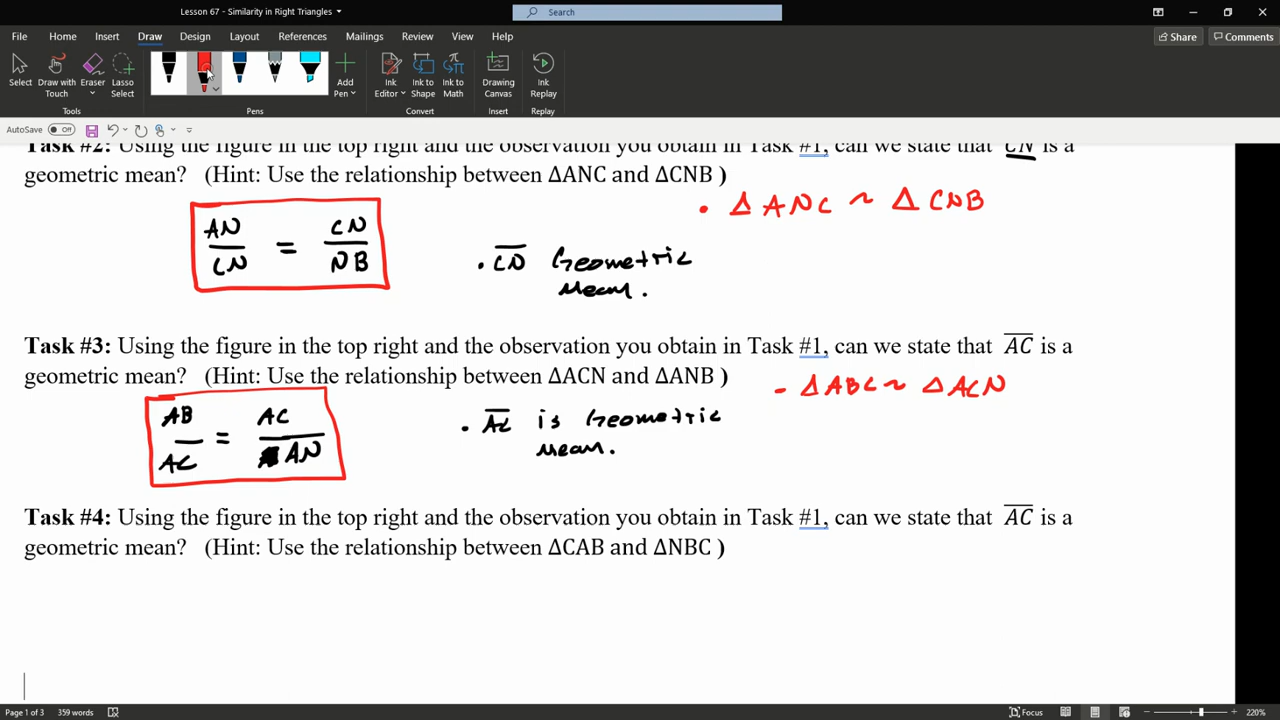 Lesson 67 - Similarity in Right Triangles
Search
File Home Insert Draw Design Layout References Mailings Review View Help Share Comments
Select Draw with Touch Eraser Lasso Select Add Pen Ink Editor Ink to Shape Ink to Math Drawing Canvas Ink Replay
Tools Pens Convert Insert Replay
AutoSave Off
Task #2: Using the figure in the top right and the observation you obtain in Task #1, can we state that CN is a
geometric mean? (Hint: Use the relationship between ΔANC and ΔCNB )
• Δ ANC ~ Δ CNB
AN/CN = CN/NB
• CN Geometric
mean.
Task #3: Using the figure in the top right and the observation you obtain in Task #1, can we state that AC is a
geometric mean? (Hint: Use the relationship between ΔACN and ΔANB )
- ΔABC ~ ΔACN
AB/AC = AC/AN
• AC is Geometric
mean.
Task #4: Using the figure in the top right and the observation you obtain in Task #1, can we state that AC is a
geometric mean? (Hint: Use the relationship between ΔCAB and ΔNBC )
Page 1 of 3 359 words Focus 220%